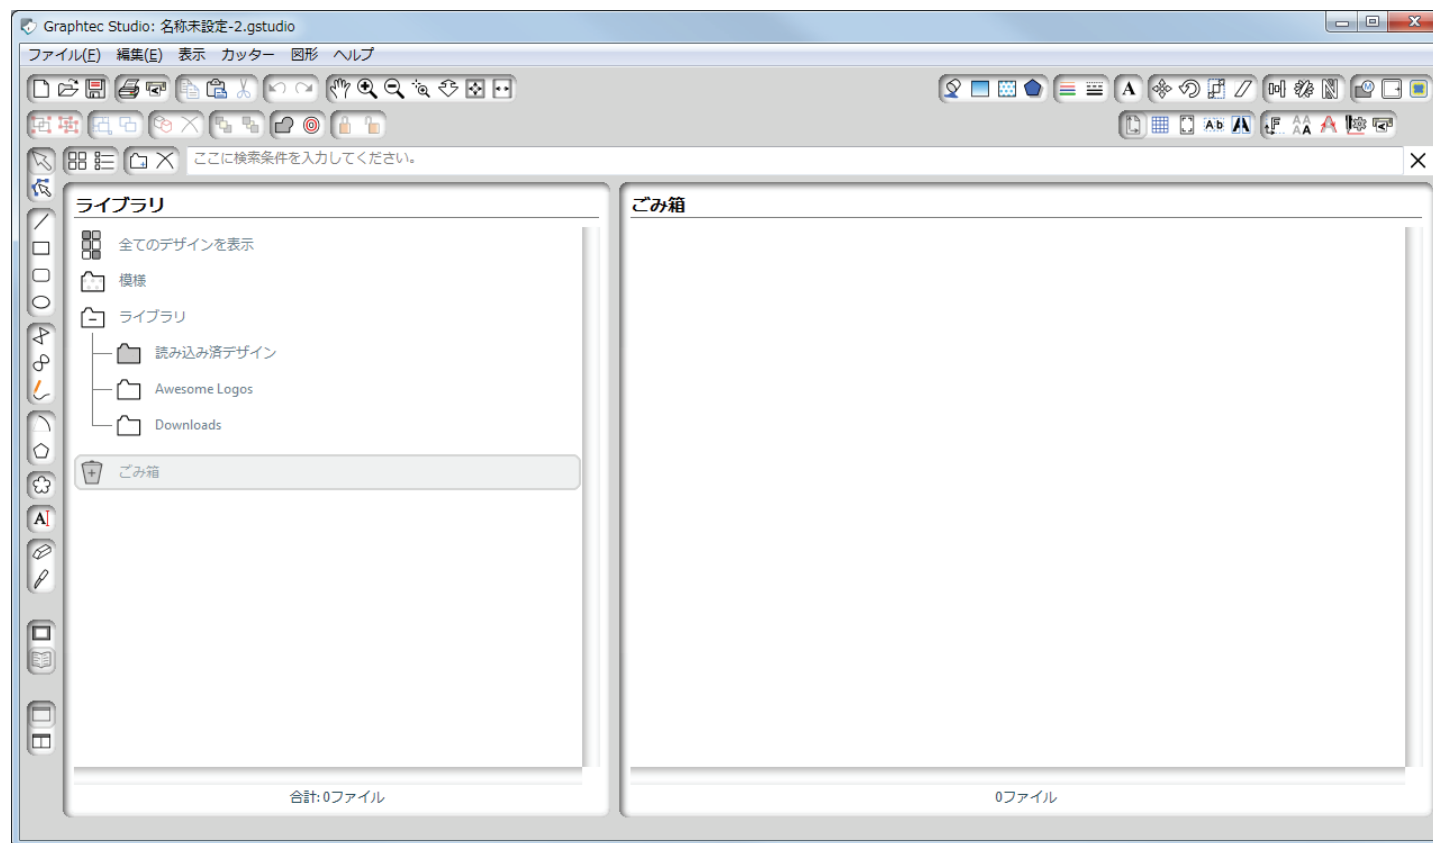 Graphtec Studio: 名称未設定-2.gstudio
ファイル(F) 編集(E) 表示 カッター 図形 ヘルプ
ここに検索条件を入力してください。
ライブラリ
全てのデザインを表示
模様
ライブラリ
読み込み済デザイン
Awesome Logos
Downloads
ごみ箱
合計: 0ファイル
ごみ箱
0ファイル